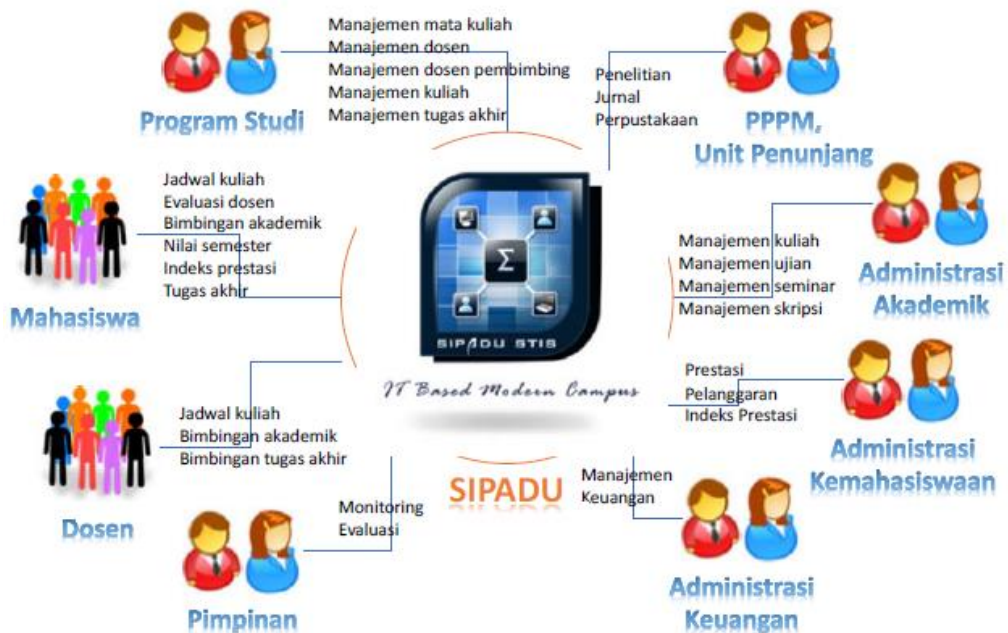 Manajemen mata kuliah
Manajemen dosen
Manajemen dosen pembimbing
Manajemen kuliah
Manajemen tugas akhir
Program Studi
Penelitian
Jurnal
Perpustakaan
PPPM,
Unit Penunjang
Jadwal kuliah
Evaluasi dosen
Bimbingan akademik
Nilai semester
Indeks prestasi
Tugas akhir
Mahasiswa
Σ
SIPADU STIS
IT Based Modern Campus
SIPADU
Manajemen kuliah
Manajemen ujian
Manajemen seminar
Manajemen skripsi
Administrasi
Akademik
Jadwal kuliah
Bimbingan akademik
Bimbingan tugas akhir
Dosen
Prestasi
Pelanggaran
Indeks Prestasi
Administrasi
Kemahasiswaan
Monitoring
Evaluasi
Pimpinan
Manajemen
Keuangan
Administrasi
Keuangan